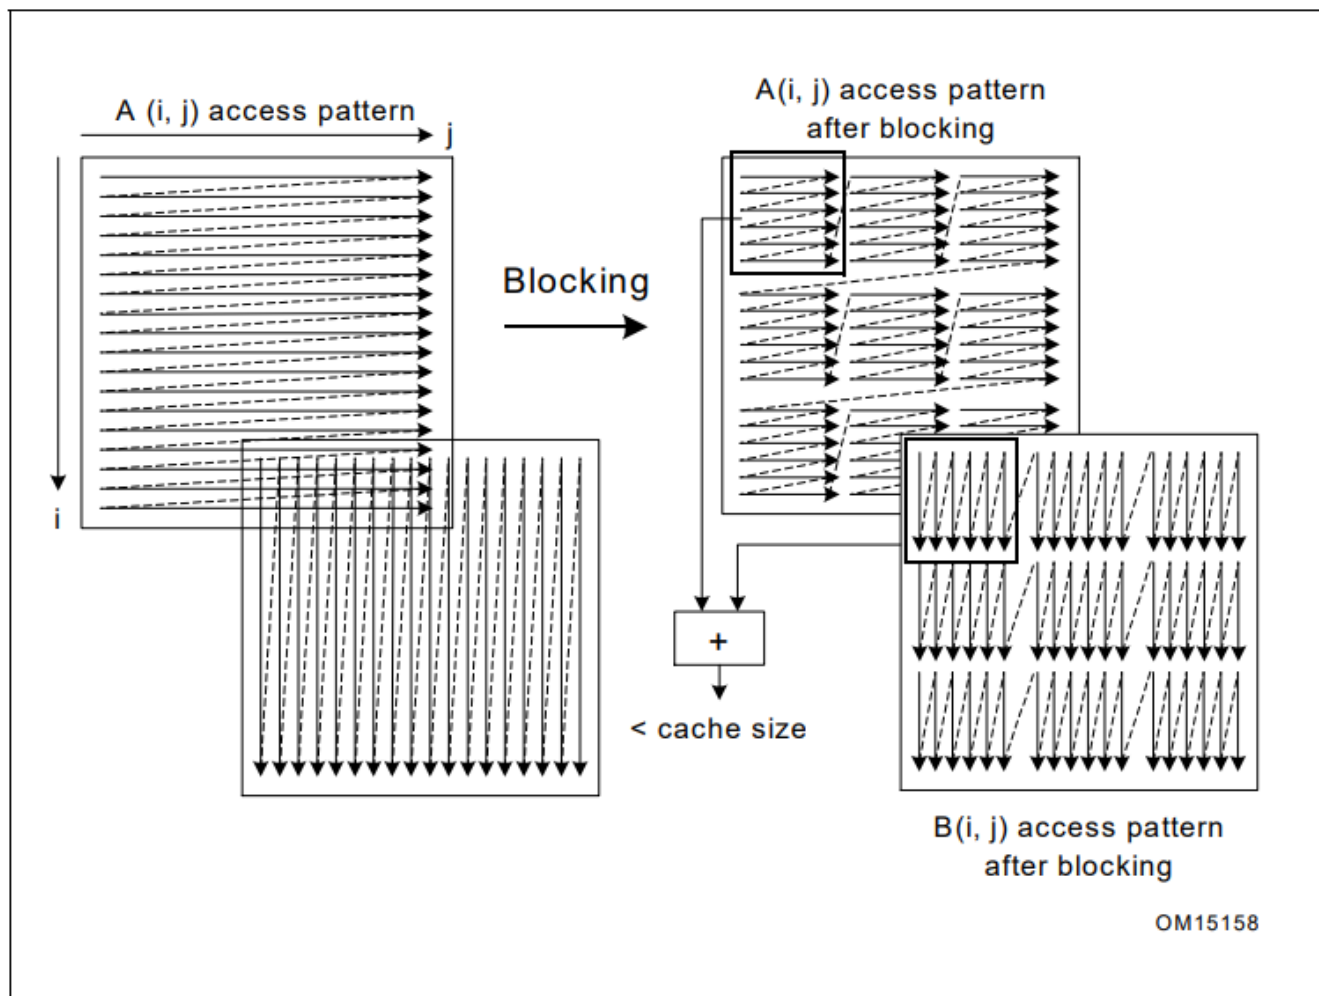 A (i, j) access pattern
j
i
Blocking
A(i, j) access pattern
after blocking
+
< cache size
B(i, j) access pattern
after blocking
OM15158